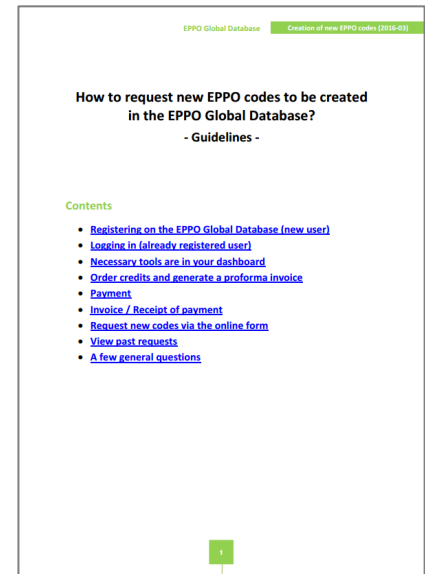 EPPO Global Database Creation of new EPPO codes (2016-03)
How to request new EPPO codes to be created
in the EPPO Global Database?
- Guidelines -
Contents
• Registering on the EPPO Global Database (new user)
• Logging in (already registered user)
• Necessary tools are in your dashboard
• Order credits and generate a proforma invoice
• Payment
• Invoice / Receipt of payment
• Request new codes via the online form
• View past requests
• A few general questions
1